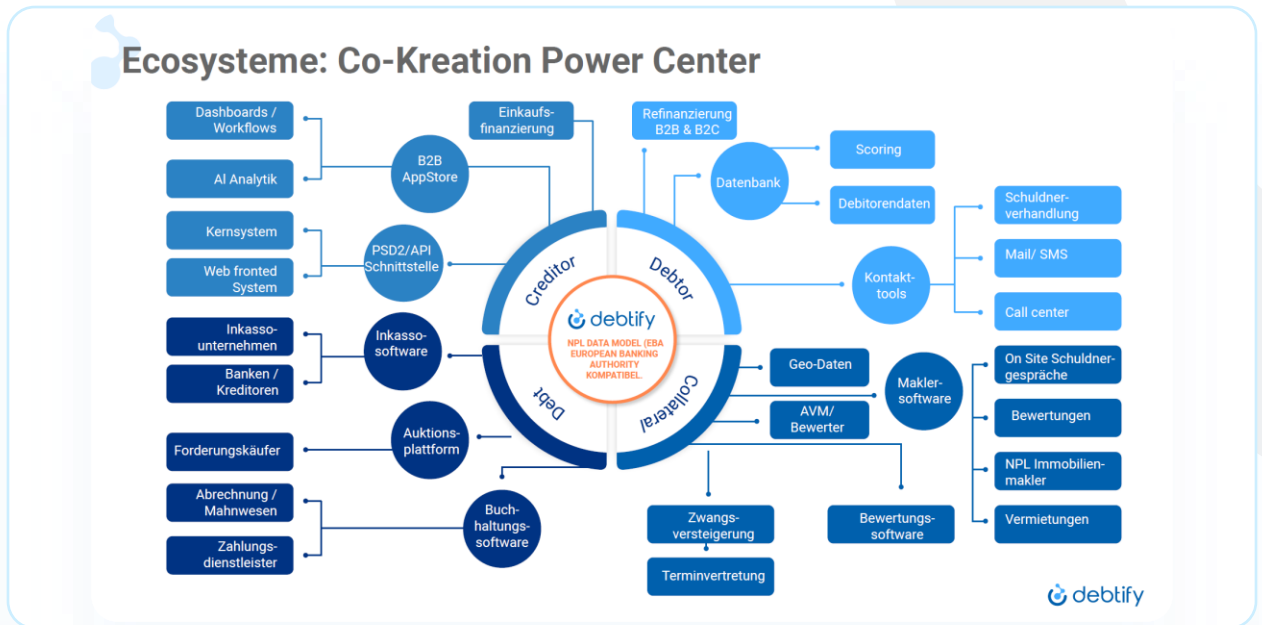 Ecosysteme: Co-Kreation Power Center
Dashboards /
Workflows
AI Analytik
B2B
AppStore
Einkaufs-
finanzierung
Kernsystem
Web fronted
System
PSD2/API
Schnittstelle
Inkasso-
unternehmen
Banken /
Kreditoren
Inkasso-
software
Forderungskäufer
Auktions-
plattform
Abrechnung /
Mahnwesen
Zahlungs-
dienstleister
Buch-
haltungs-
software
Creditor
Debtor
Debt
Collateral
debtify
NPL DATA MODEL (EBA
EUROPEAN BANKING
AUTHORITY
KOMPATIBEL.
Refinanzierung
B2B & B2C
Datenbank
Scoring
Debitorendaten
Kontakt-
tools
Schuldner-
verhandlung
Mail/ SMS
Call center
Geo-Daten
AVM/
Bewerter
Makler-
software
On Site Schuldner-
gespräche
Bewertungen
NPL Immobilien-
makler
Vermietungen
Zwangs-
versteigerung
Terminvertretung
Bewertungs-
software
debtify